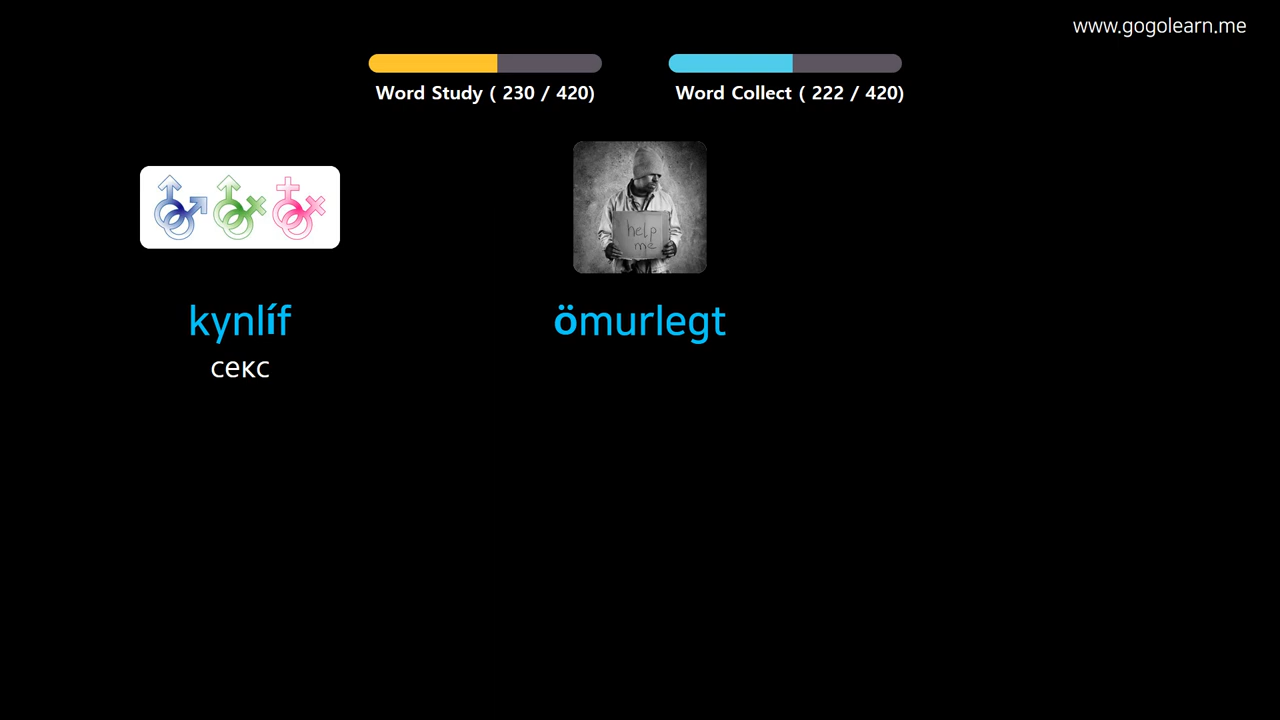 www.gogolearn.me
Word Study ( 230 / 420)
Word Collect ( 222 / 420)
help
me
kynlíf
ömurlegt
секс